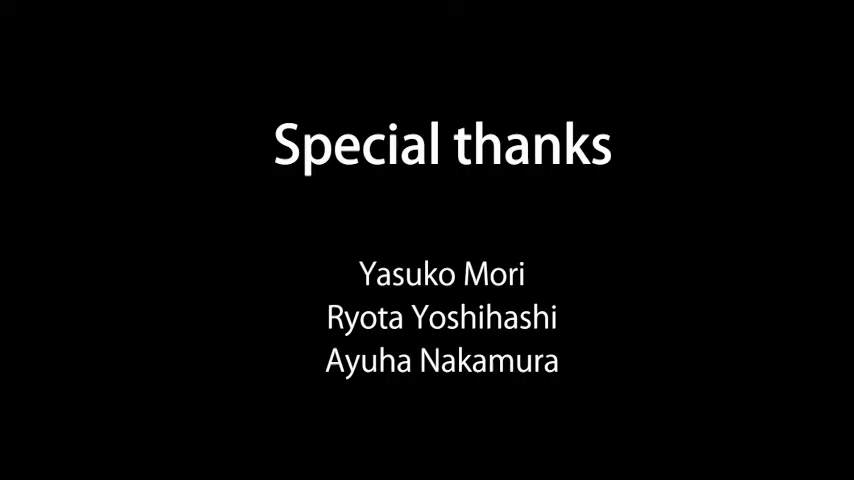 Special thanks
Yasuko Mori
Ryota Yoshihashi
Ayuha Nakamura